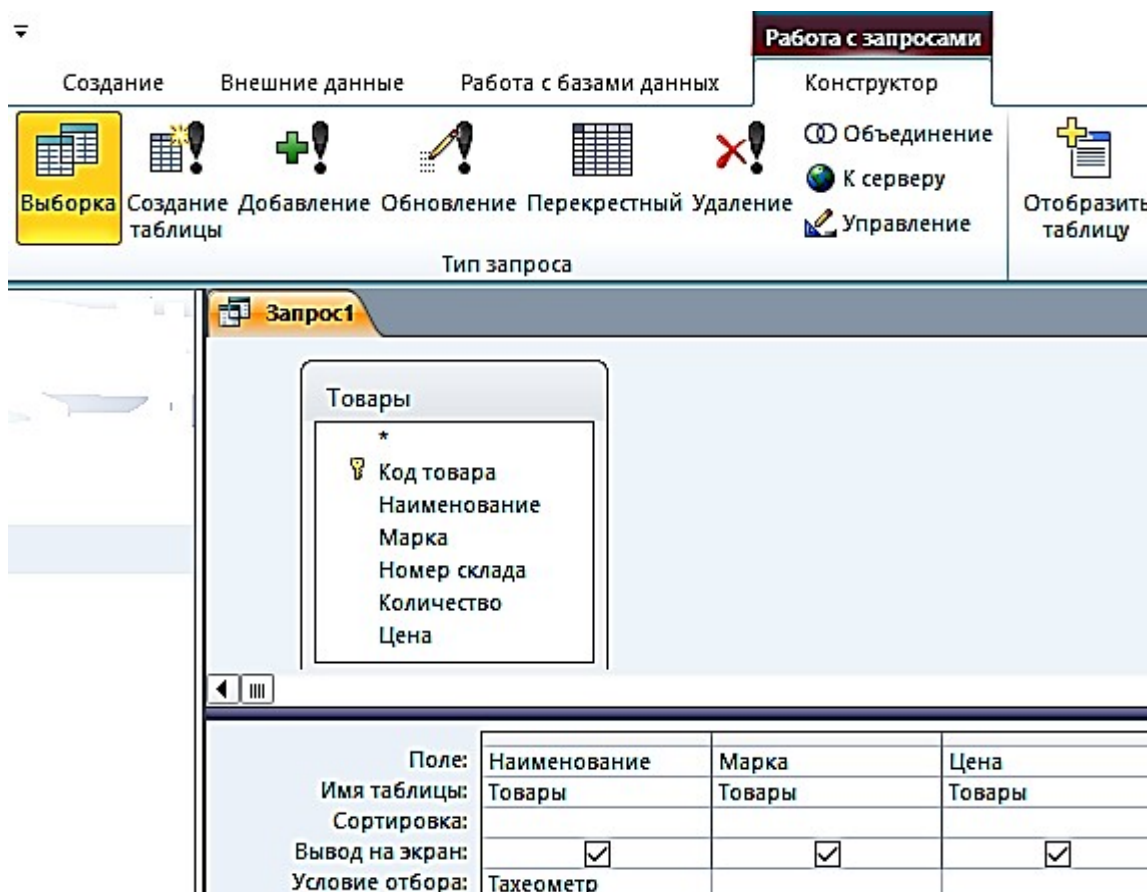 Работа с запросами
Создание Внешние данные Работа с базами данных Конструктор
Выборка Создание таблицы Добавление Обновление Перекрестный Удаление
Объединение
К серверу
Управление
Отобразить таблицу
Тип запроса
Запрос1
Товары
*
Код товара
Наименование
Марка
Номер склада
Количество
Цена
Поле: Наименование Марка Цена
Имя таблицы: Товары Товары Товары
Сортировка:
Вывод на экран:
Условие отбора: Тахеометр